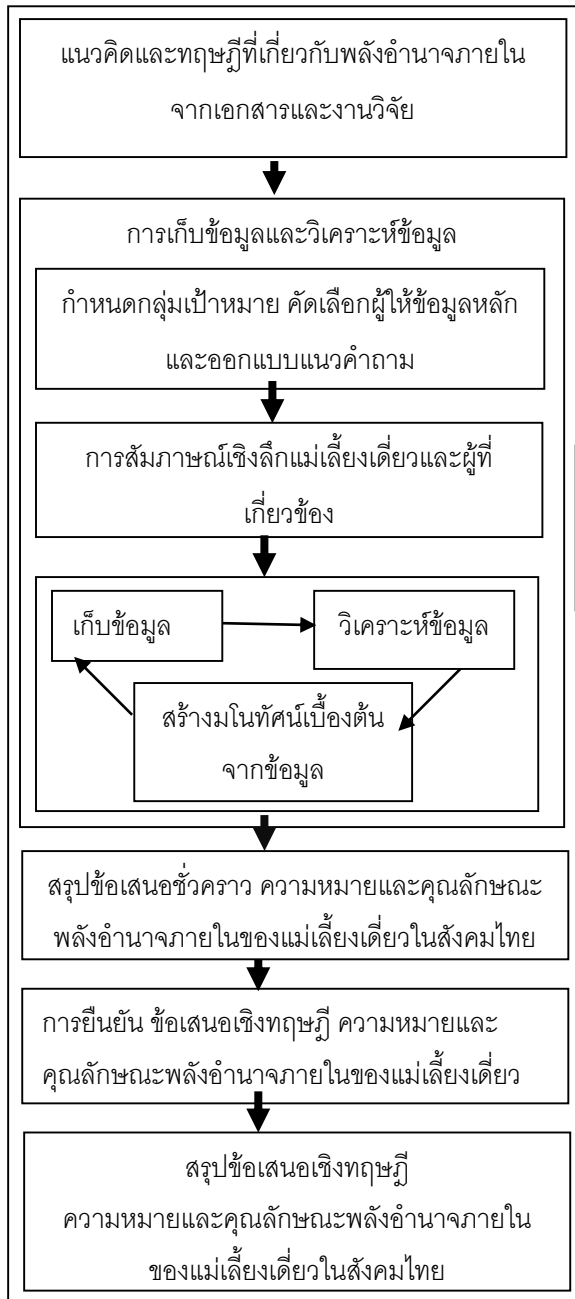 แนวคิดและทฤษฎีที่เกี่ยวกับพลังอำนาจภายใน
จากเอกสารและงานวิจัย
การเก็บข้อมูลและวิเคราะห์ข้อมูล
กำหนดกลุ่มเป้าหมาย คัดเลือกผู้ให้ข้อมูลหลัก
และออกแบบแนวคำถาม
การสัมภาษณ์เชิงลึกแม่เลี้ยงเดี่ยวและผู้ที่
เกี่ยวข้อง
เก็บข้อมูล
วิเคราะห์ข้อมูล
สร้างมโนทัศน์เบื้องต้น
จากข้อมูล
สรุปข้อเสนอชั่วคราว ความหมายและคุณลักษณะ
พลังอำนาจภายในของแม่เลี้ยงเดี่ยวในสังคมไทย
การยืนยัน ข้อเสนอเชิงทฤษฎี ความหมายและ
คุณลักษณะพลังอำนาจภายในของแม่เลี้ยงเดี่ยว
สรุปข้อเสนอเชิงทฤษฎี
ความหมายและคุณลักษณะพลังอำนาจภายใน
ของแม่เลี้ยงเดี่ยวในสังคมไทย